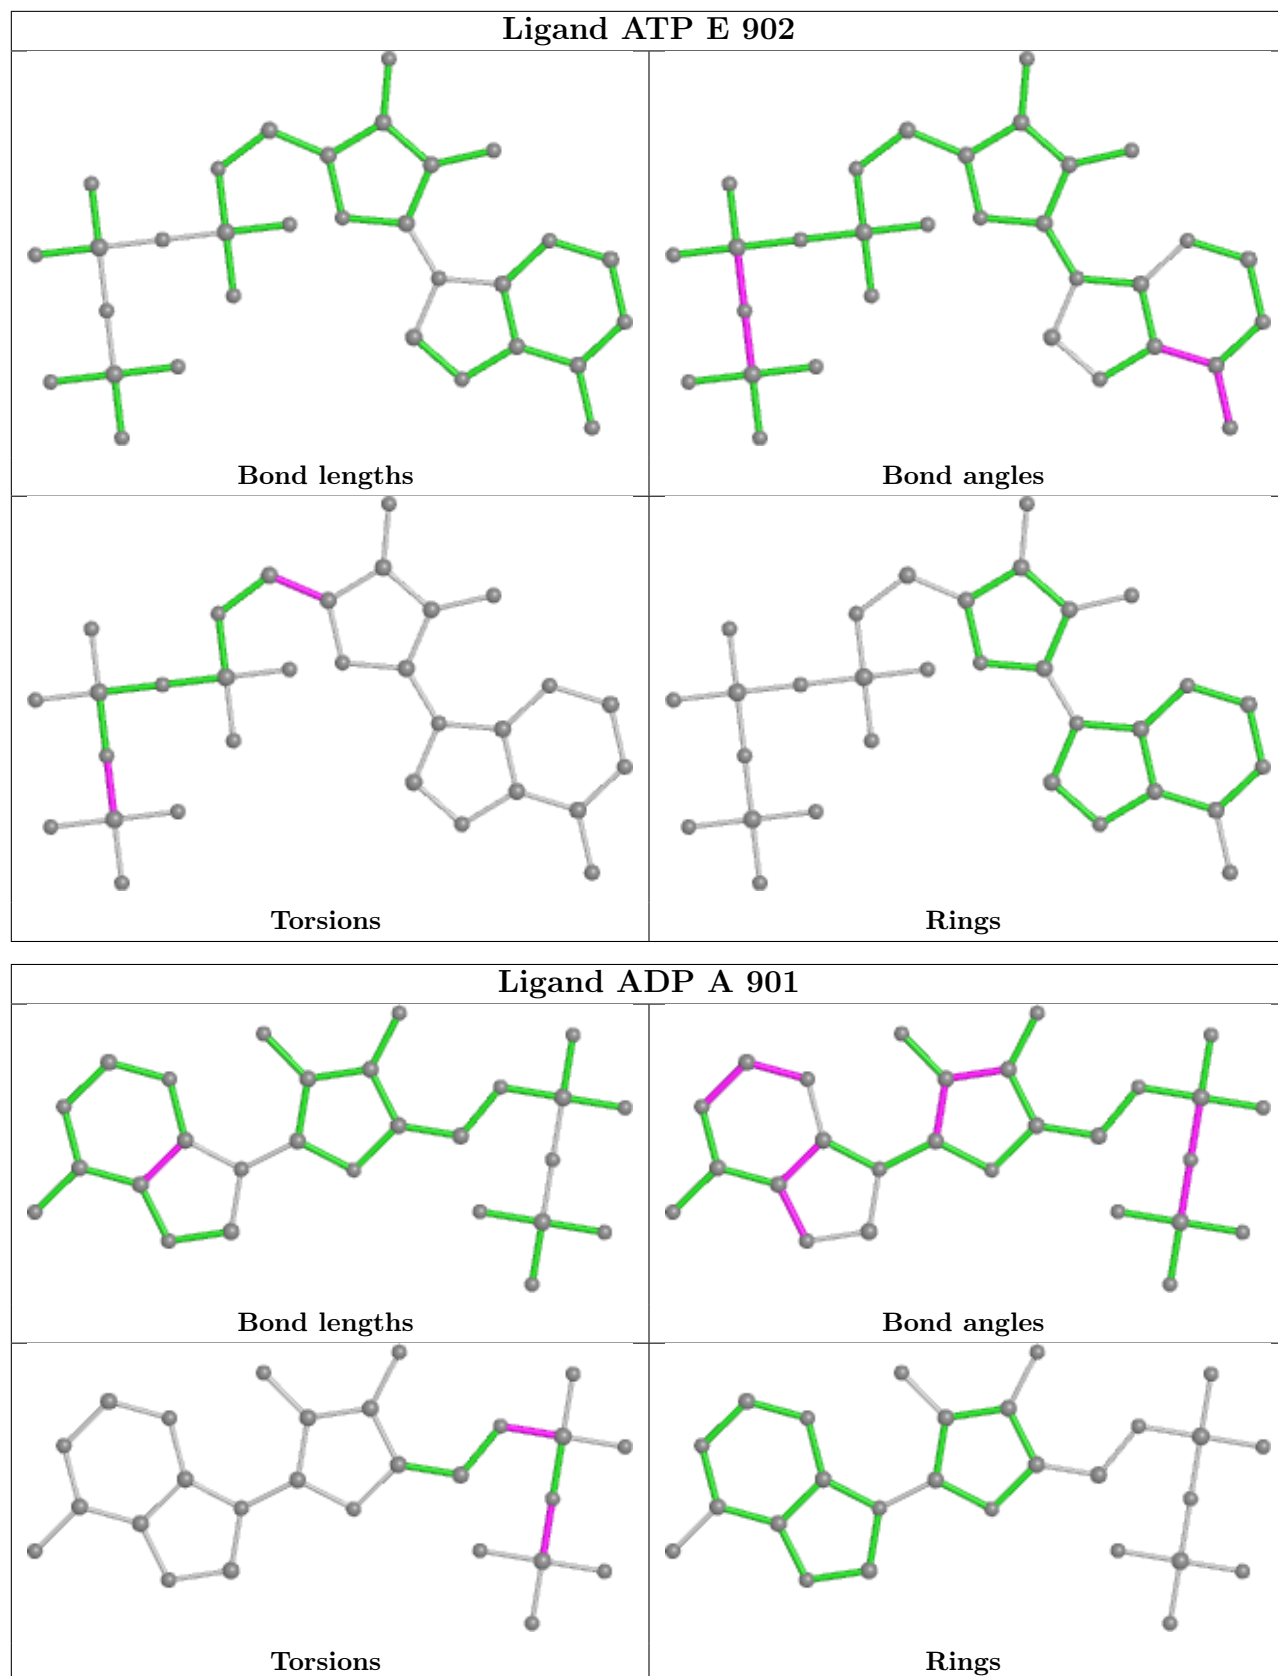 Ligand ATP E 902
Bond lengths
Bond angles
Torsions
Rings
Ligand ADP A 901
Bond lengths
Bond angles
Torsions
Rings